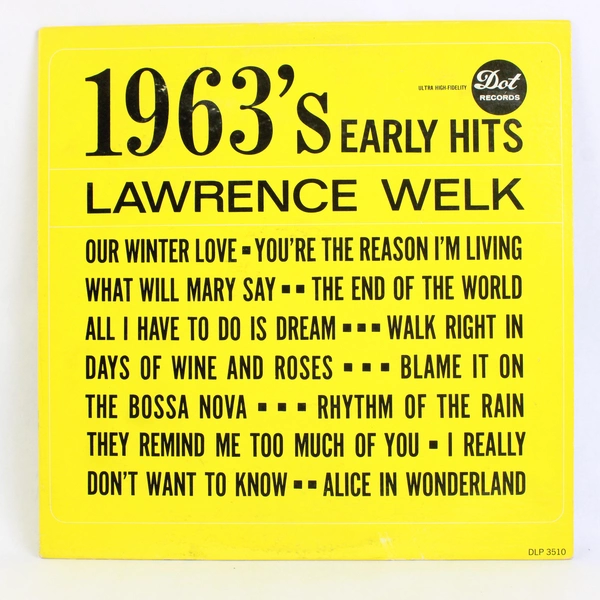 1963's EARLY HITS
ULTRA HIGH-FIDELITY
Dot
RECORDS
LAWRENCE WELK
OUR WINTER LOVE ▪ YOU'RE THE REASON I'M LIVING
WHAT WILL MARY SAY ▪ ▪ THE END OF THE WORLD
ALL I HAVE TO DO IS DREAM ▪ ▪ ▪ WALK RIGHT IN
DAYS OF WINE AND ROSES ▪ ▪ ▪ BLAME IT ON
THE BOSSA NOVA ▪ ▪ ▪ RHYTHM OF THE RAIN
THEY REMIND ME TOO MUCH OF YOU ▪ I REALLY
DON'T WANT TO KNOW ▪ ▪ ALICE IN WONDERLAND
DLP 3510